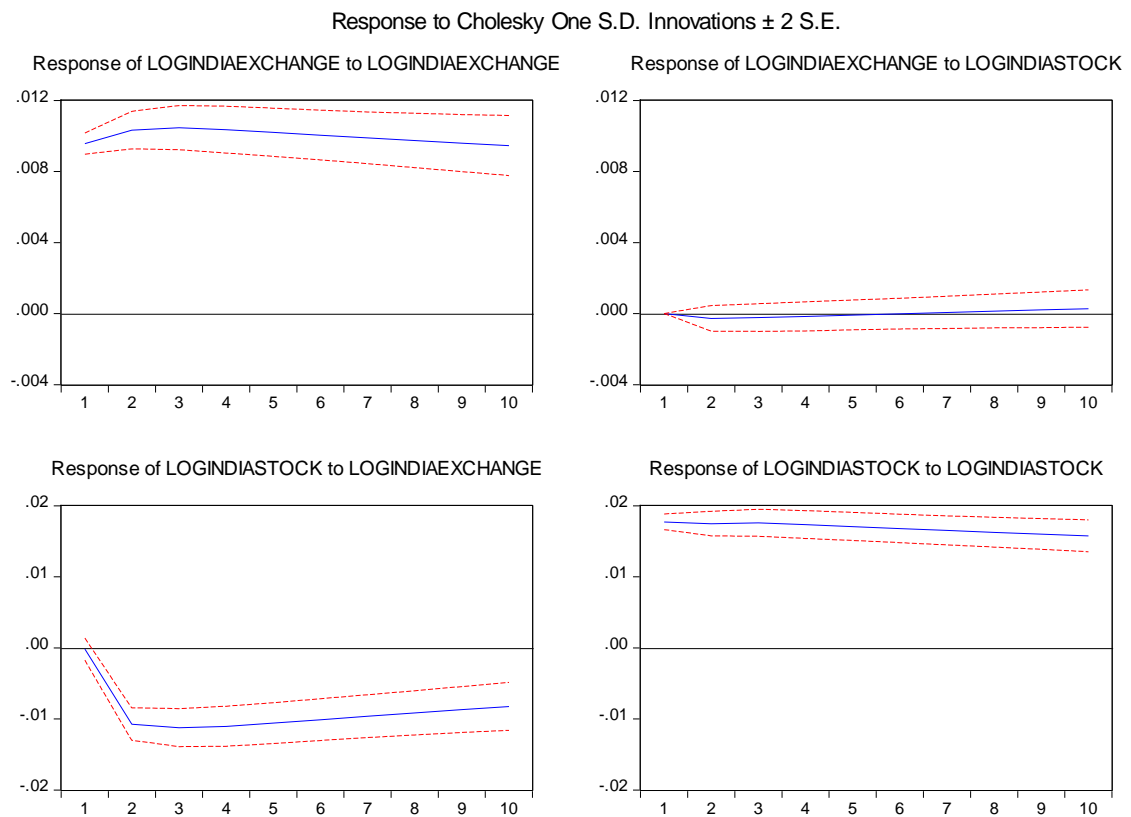 Response to Cholesky One S.D. Innovations ± 2 S.E.
Response of LOGINDIAEXCHANGE to LOGINDIAEXCHANGE
.012
.008
.004
.000
-.004
1 2 3 4 5 6 7 8 9 10
Response of LOGINDIAEXCHANGE to LOGINDIASTOCK
.012
.008
.004
.000
-.004
1 2 3 4 5 6 7 8 9 10
Response of LOGINDIASTOCK to LOGINDIAEXCHANGE
.02
.01
.00
-.01
-.02
1 2 3 4 5 6 7 8 9 10
Response of LOGINDIASTOCK to LOGINDIASTOCK
.02
.01
.00
-.01
-.02
1 2 3 4 5 6 7 8 9 10